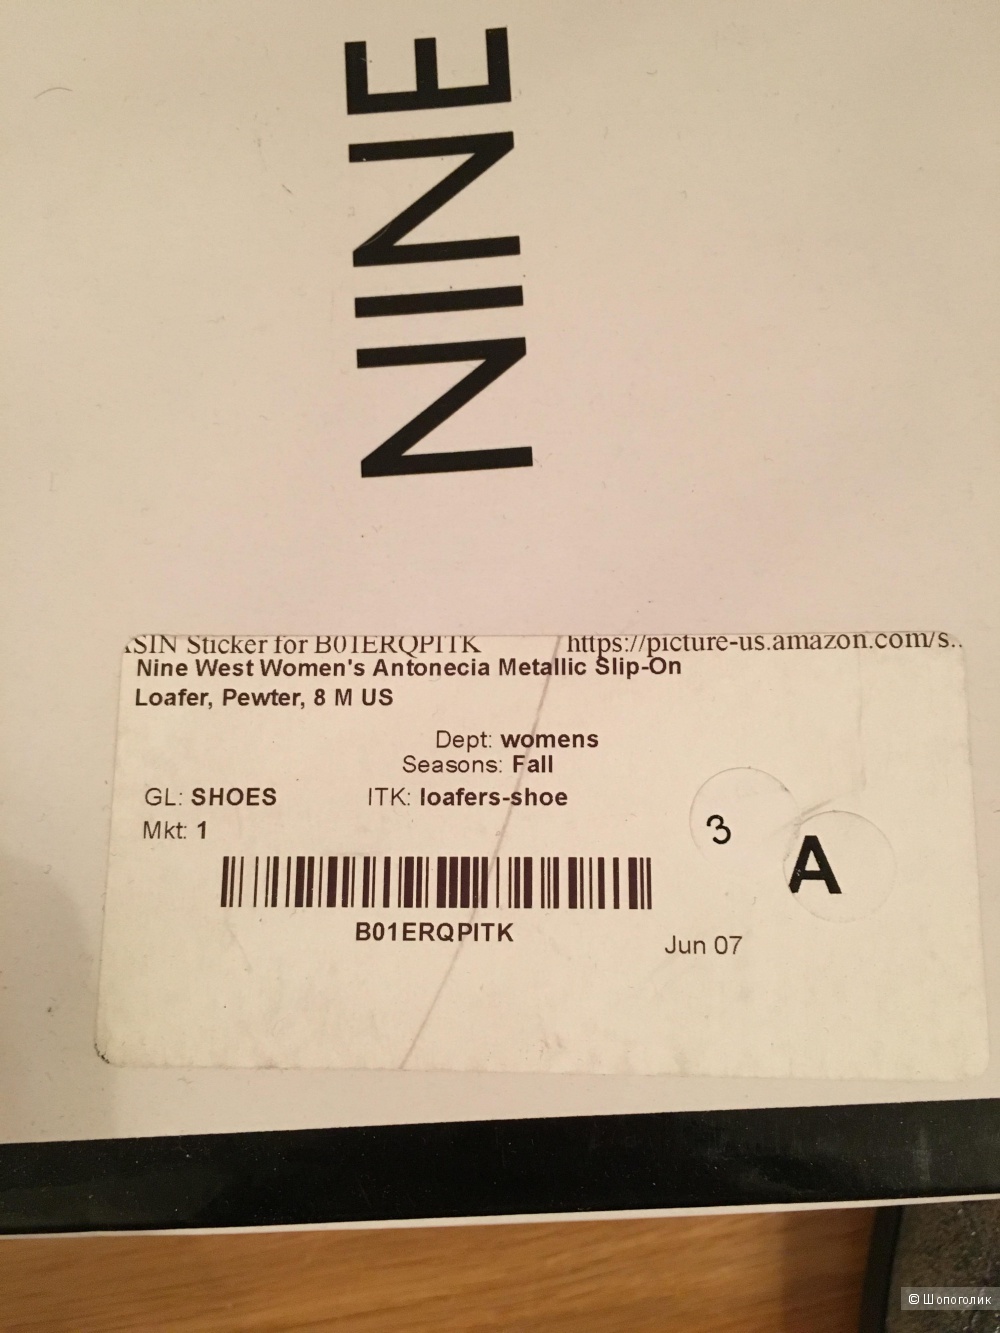 NINE
SIN Sticker for B01ERQPITK https://picture-us.amazon.com/s..
Nine West Women's Antonecia Metallic Slip-On
Loafer, Pewter, 8 M US
Dept: womens
Seasons: Fall
GL: SHOES ITK: loafers-shoe
Mkt: 1
3
A
B01ERQPITK
Jun 07
© Шопоголик